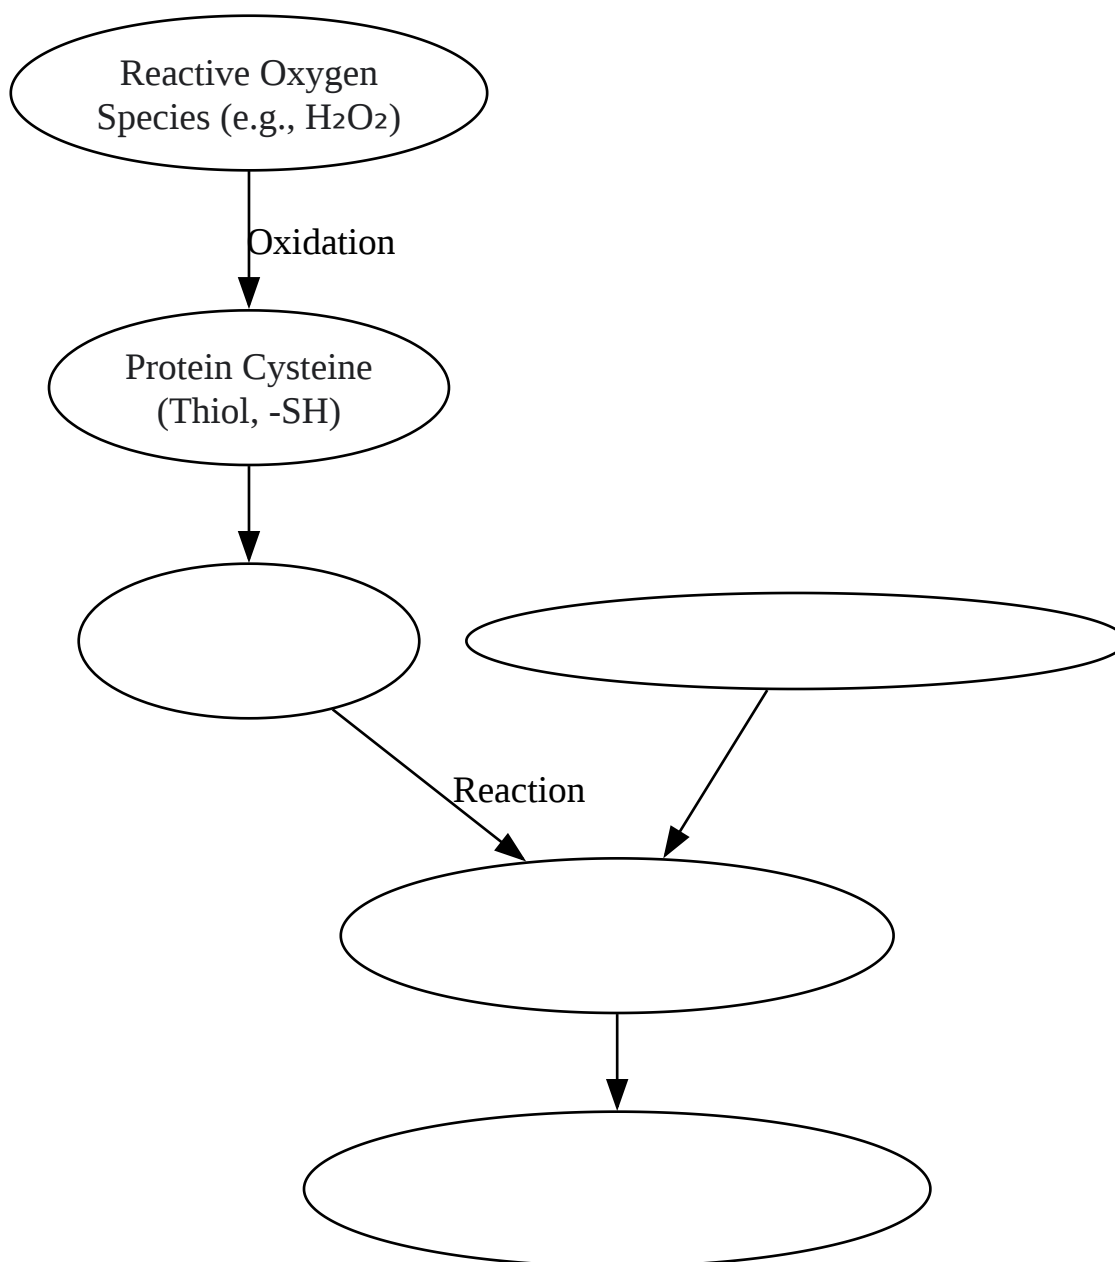 Reactive Oxygen
Species (e.g., H₂O₂)
Oxidation
Protein Cysteine
(Thiol, -SH)
Reaction